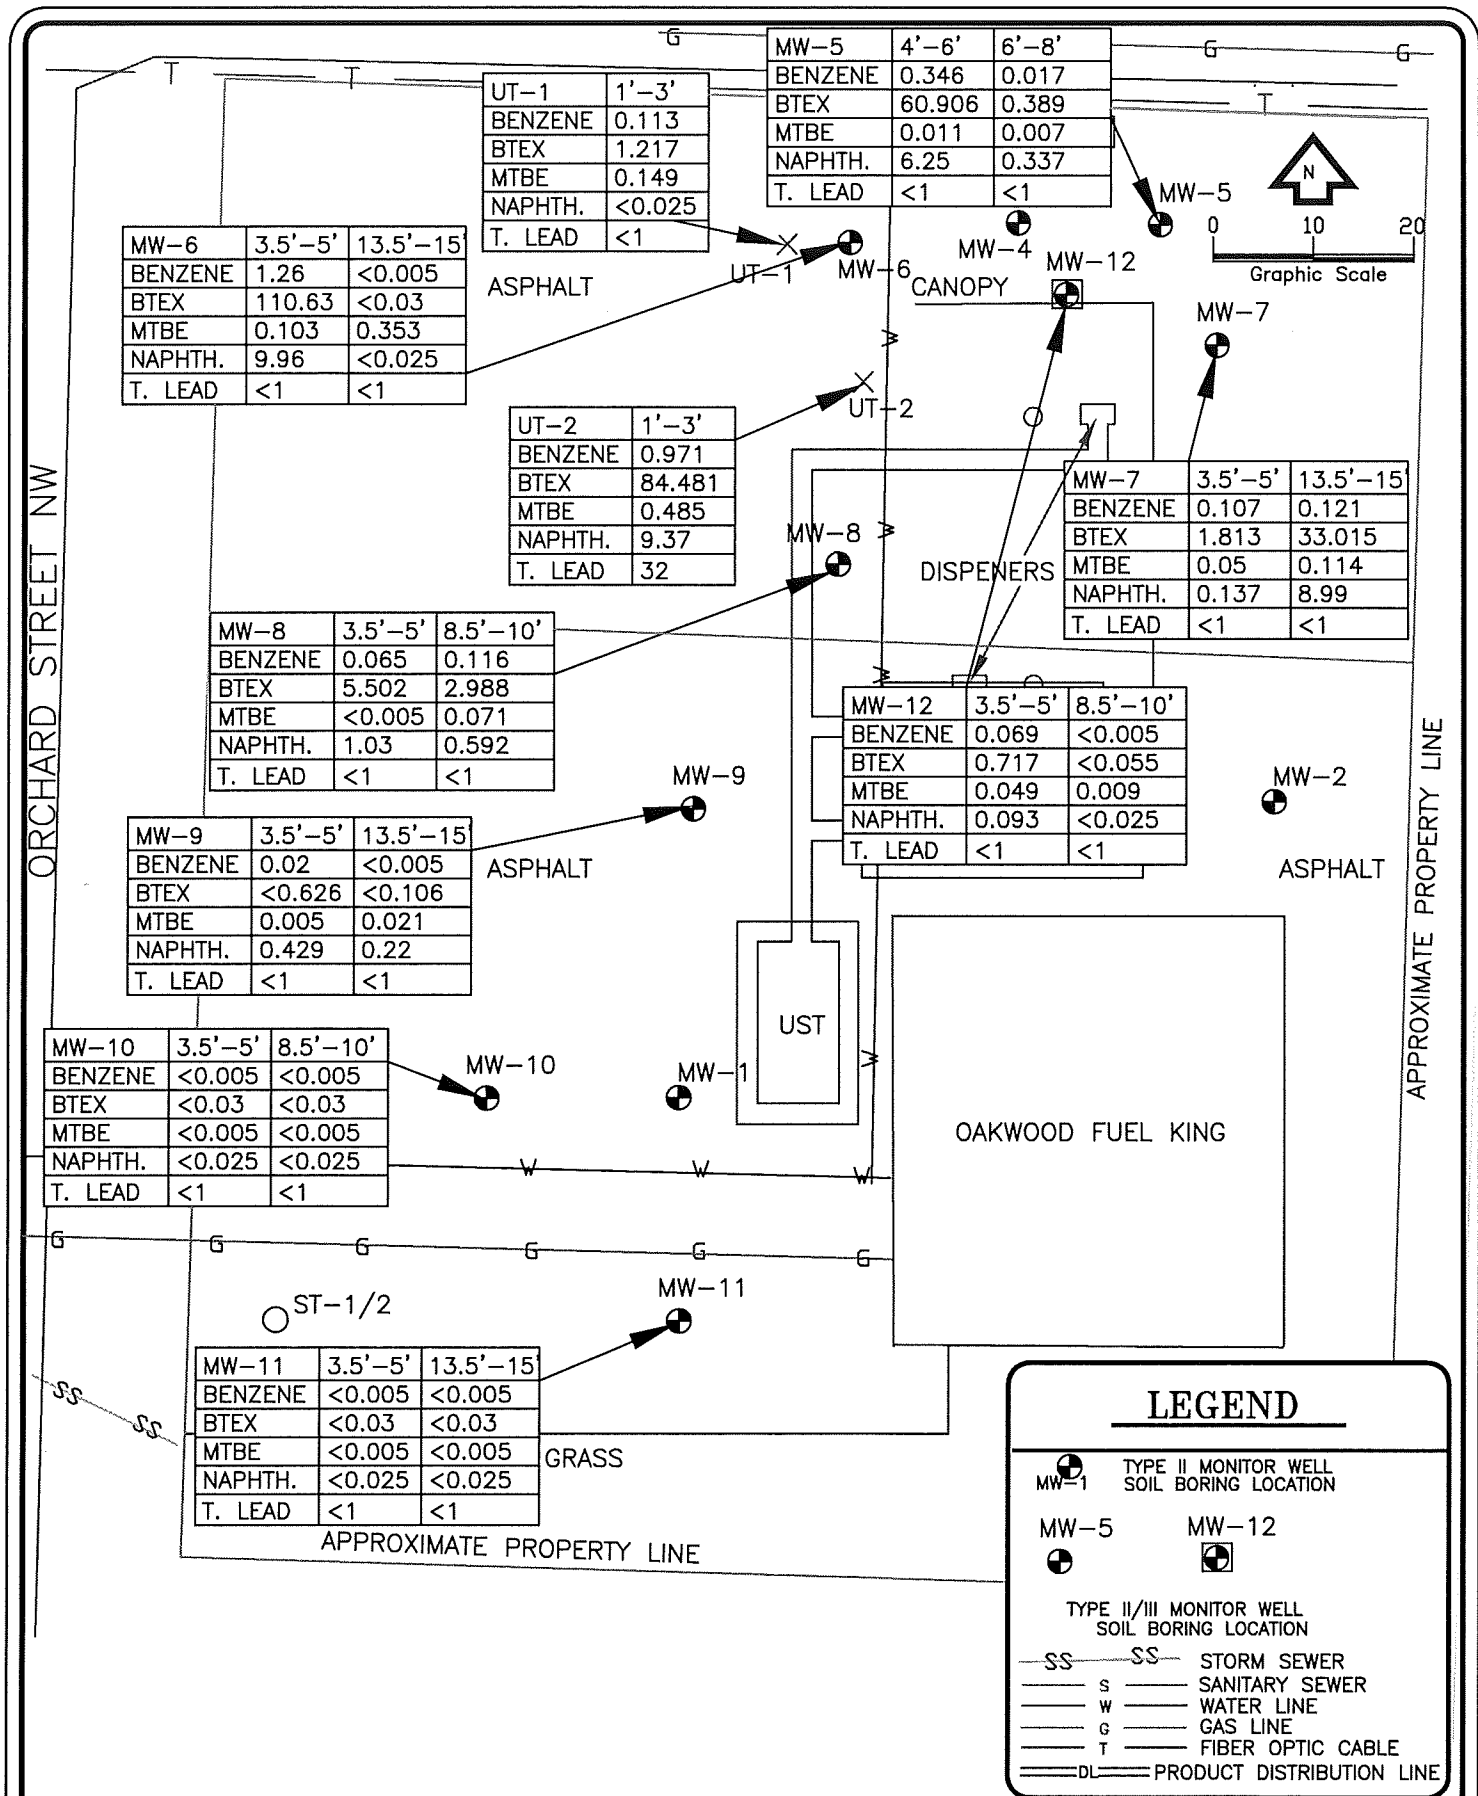 G
G
G
T
T
T
MW-5 4'-6' 6'-8'
BENZENE 0.346 0.017
BTEX 60.906 0.389
MTBE 0.011 0.007
NAPHTH. 6.25 0.337
T. LEAD <1 <1
UT-1 1'-3'
BENZENE 0.113
BTEX 1.217
MTBE 0.149
NAPHTH. <0.025
T. LEAD <1
N
0 10 20
Graphic Scale
MW-5
MW-4
MW-12
MW-6
UT-1
CANOPY
MW-7
ASPHALT
MW-6 3.5'-5' 13.5'-15'
BENZENE 1.26 <0.005
BTEX 110.63 <0.03
MTBE 0.103 0.353
NAPHTH. 9.96 <0.025
T. LEAD <1 <1
W
UT-2
UT-2 1'-3'
BENZENE 0.971
BTEX 84.481
MTBE 0.485
NAPHTH. 9.37
T. LEAD 32
MW-7 3.5'-5' 13.5'-15'
BENZENE 0.107 0.121
BTEX 1.813 33.015
MTBE 0.05 0.114
NAPHTH. 0.137 8.99
T. LEAD <1 <1
ORCHARD STREET NW
MW-8
W
DISPENERS
MW-8 3.5'-5' 8.5'-10'
BENZENE 0.065 0.116
BTEX 5.502 2.988
MTBE <0.005 0.071
NAPHTH. 1.03 0.592
T. LEAD <1 <1
W
MW-12 3.5'-5' 8.5'-10'
BENZENE 0.069 <0.005
BTEX 0.717 <0.055
MTBE 0.049 0.009
NAPHTH. 0.093 <0.025
T. LEAD <1 <1
MW-9
MW-2
APPROXIMATE PROPERTY LINE
MW-9 3.5'-5' 13.5'-15'
BENZENE 0.02 <0.005
BTEX <0.626 <0.106
MTBE 0.005 0.021
NAPHTH. 0.429 0.22
T. LEAD <1 <1
ASPHALT
ASPHALT
UST
W
MW-10 3.5'-5' 8.5'-10'
BENZENE <0.005 <0.005
BTEX <0.03 <0.03
MTBE <0.005 <0.005
NAPHTH. <0.025 <0.025
T. LEAD <1 <1
MW-10
MW-1
OAKWOOD FUEL KING
W W W
G G G G G G
ST-1/2
MW-11
MW-11 3.5'-5' 13.5'-15'
BENZENE <0.005 <0.005
BTEX <0.03 <0.03
MTBE <0.005 <0.005
NAPHTH. <0.025 <0.025
T. LEAD <1 <1
SS SS
GRASS
APPROXIMATE PROPERTY LINE
LEGEND
MW-1 TYPE II MONITOR WELL
SOIL BORING LOCATION
MW-5 MW-12
TYPE II/III MONITOR WELL
SOIL BORING LOCATION
SS SS STORM SEWER
S SANITARY SEWER
W WATER LINE
G GAS LINE
T FIBER OPTIC CABLE
DL PRODUCT DISTRIBUTION LINE